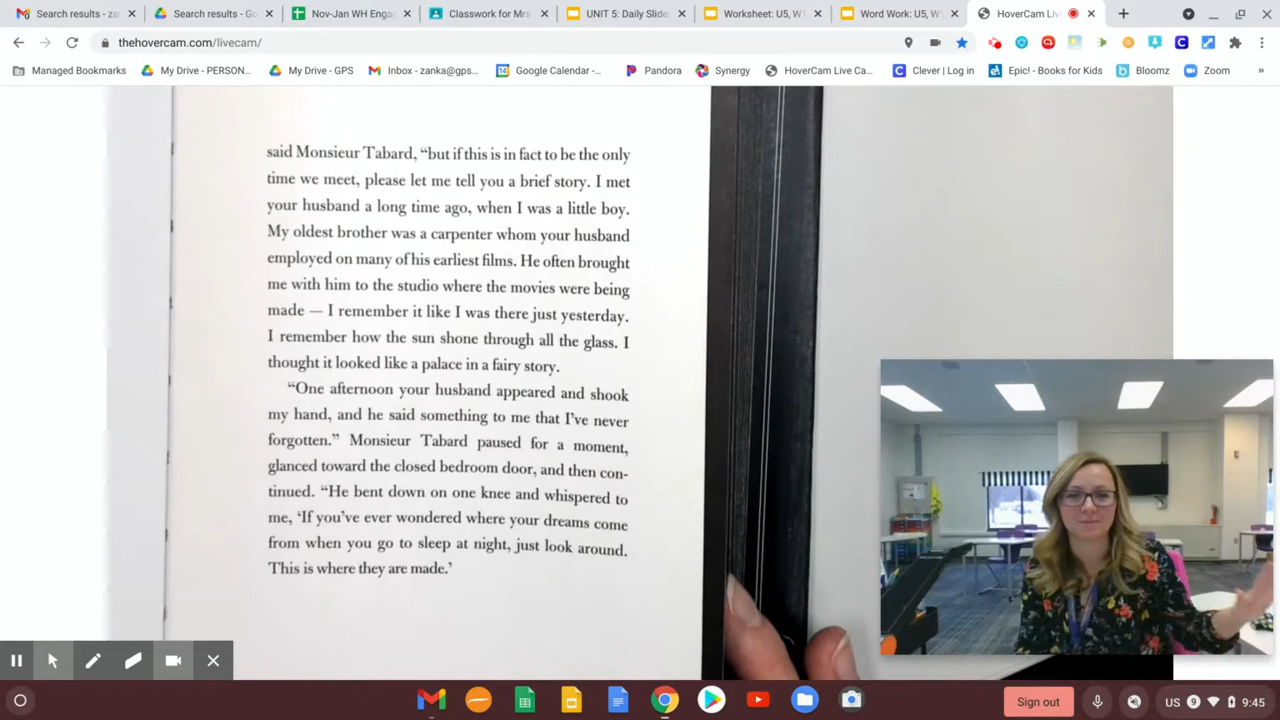 Search results - za
Search results - Go
Nov-Jan WH Eng
Classwork for Mrs
UNIT 5: Daily Slide
Worksheet: U5, W1
Word Work: U5, W
HoverCam Liv
thehovercam.com/livecam/
Managed Bookmarks
My Drive - PERSON...
My Drive - GPS
Inbox - zanka@gps...
Google Calendar -...
Pandora
Synergy
HoverCam Live Ca...
Clever | Log in
Epic! - Books for Kids
Bloomz
Zoom
»
said Monsieur Tabard, “but if this is in fact to be the only
time we meet, please let me tell you a brief story. I met
your husband a long time ago, when I was a little boy.
My oldest brother was a carpenter whom your husband
employed on many of his earliest films. He often brought
me with him to the studio where the movies were being
made — I remember it like I was there just yesterday.
I remember how the sun shone through all the glass. I
thought it looked like a palace in a fairy story.
“One afternoon your husband appeared and shook
my hand, and he said something to me that I’ve never
forgotten.” Monsieur Tabard paused for a moment,
glanced toward the closed bedroom door, and then con-
tinued. “He bent down on one knee and whispered to
me, ‘If you’ve ever wondered where your dreams come
from when you go to sleep at night, just look around.
This is where they are made.’
Sign out
US
9
9:45